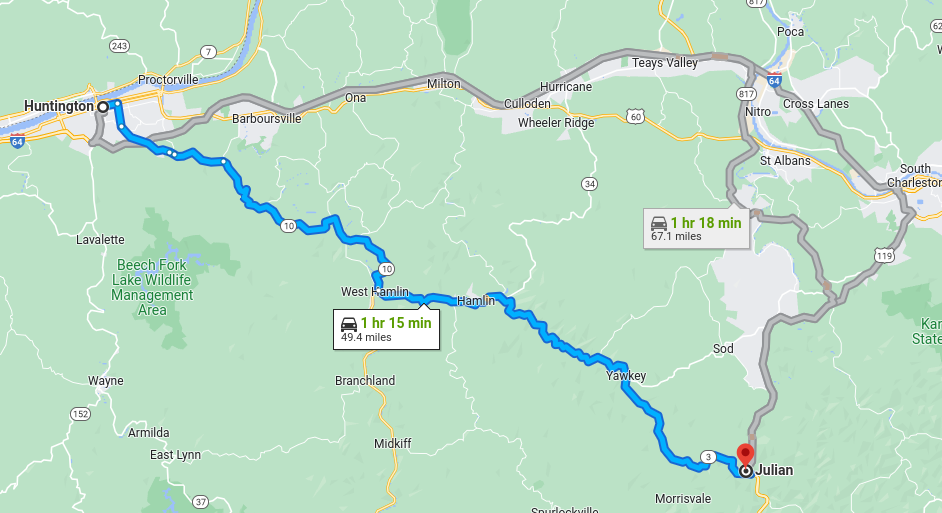 817
Poca
62
243
7
Teays Valley
Proctorville
64
Milton
Hurricane
Ona
817
Cross Lanes
Huntington
Culloden
Nitro
Barboursville
Wheeler Ridge
60
64
St Albans
South
Charleston
34
10
1 hr 18 min
67.1 miles
Lavalette
119
Beech Fork
Lake Wildlife
Management
Area
10
West Hamlin
Hamlin
1 hr 15 min
49.4 miles
State
Sod
Wayne
Branchland
Yawkey
152
Armilda
Midkiff
East Lynn
3
Julian
37
Morrisvale
Spurlockville